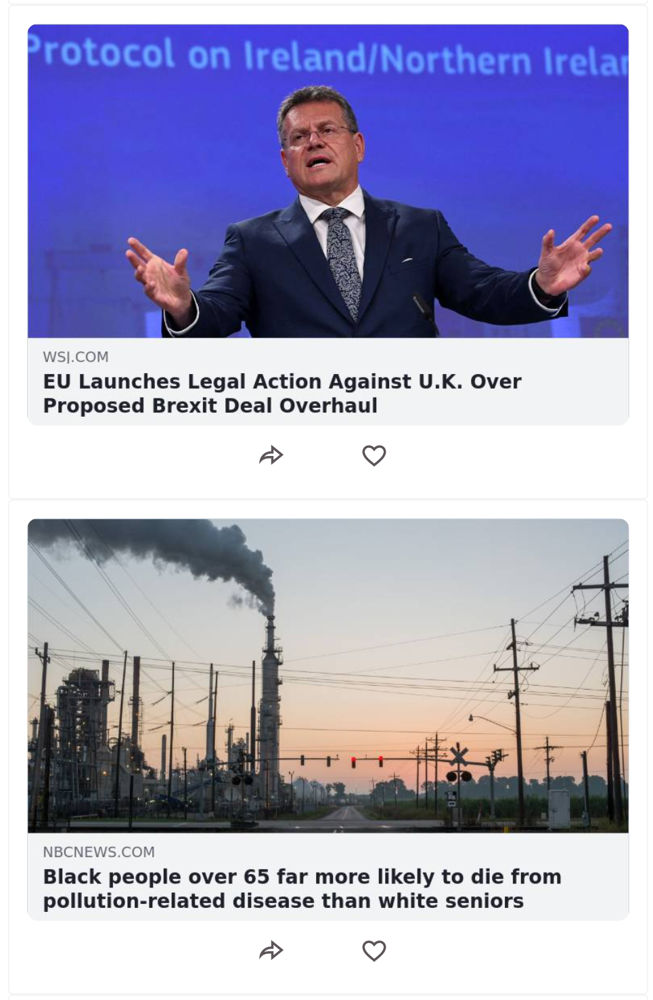 Protocol on Ireland/Northern Irelan
WSJ.COM
EU Launches Legal Action Against U.K. Over
Proposed Brexit Deal Overhaul
NBCNEWS.COM
Black people over 65 far more likely to die from
pollution-related disease than white seniors